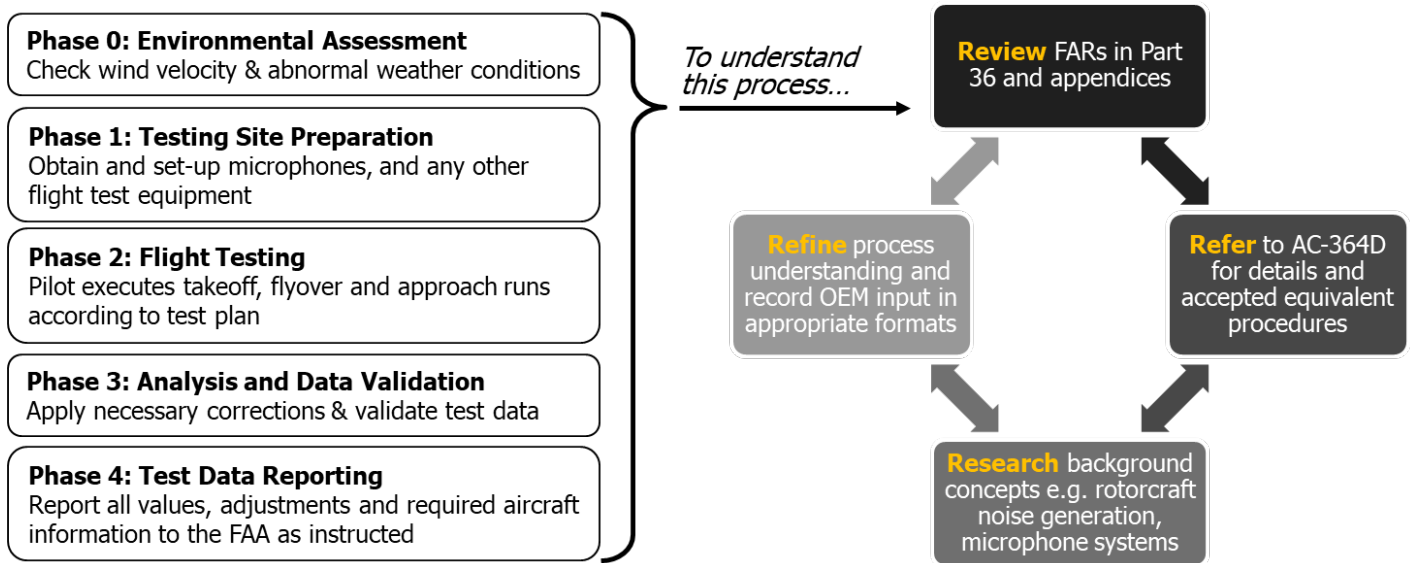 Phase 0: Environmental Assessment
Check wind velocity & abnormal weather conditions
Phase 1: Testing Site Preparation
Obtain and set-up microphones, and any other
flight test equipment
Phase 2: Flight Testing
Pilot executes takeoff, flyover and approach runs
according to test plan
Phase 3: Analysis and Data Validation
Apply necessary corrections & validate test data
Phase 4: Test Data Reporting
Report all values, adjustments and required aircraft
information to the FAA as instructed
To understand
this process...
Review FARs in Part
36 and appendices
Refer to AC-364D
for details and
accepted equivalent
procedures
Research background
concepts e.g. rotorcraft
noise generation,
microphone systems
Refine process
understanding and
record OEM input in
appropriate formats